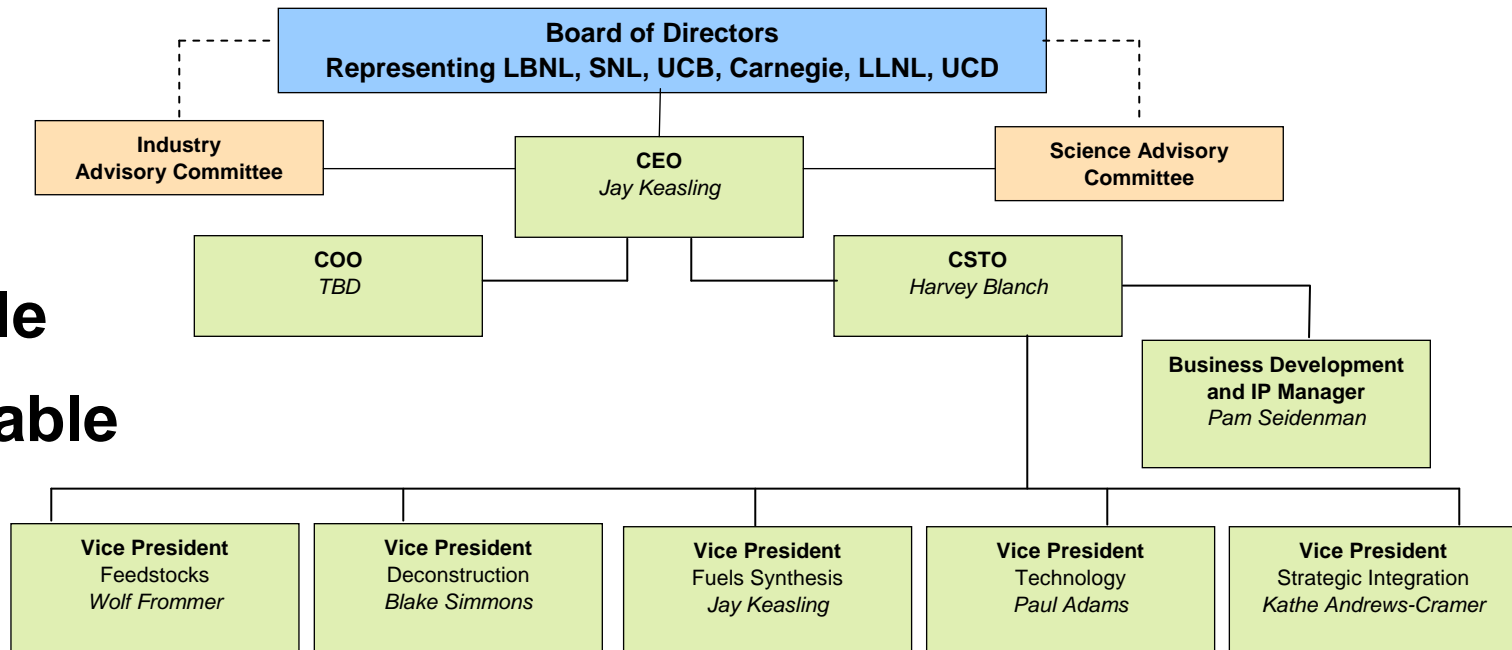 Board of Directors
Representing LBNL, SNL, UCB, Carnegie, LLNL, UCD
Industry
Advisory Committee
CEO
Jay Keasling
Science Advisory
Committee
COO
TBD
CSTO
Harvey Blanch
le
able
Business Development
and IP Manager
Pam Seidenman
Vice President
Feedstocks
Wolf Frommer
Vice President
Deconstruction
Blake Simmons
Vice President
Fuels Synthesis
Jay Keasling
Vice President
Technology
Paul Adams
Vice President
Strategic Integration
Kathe Andrews-Cramer